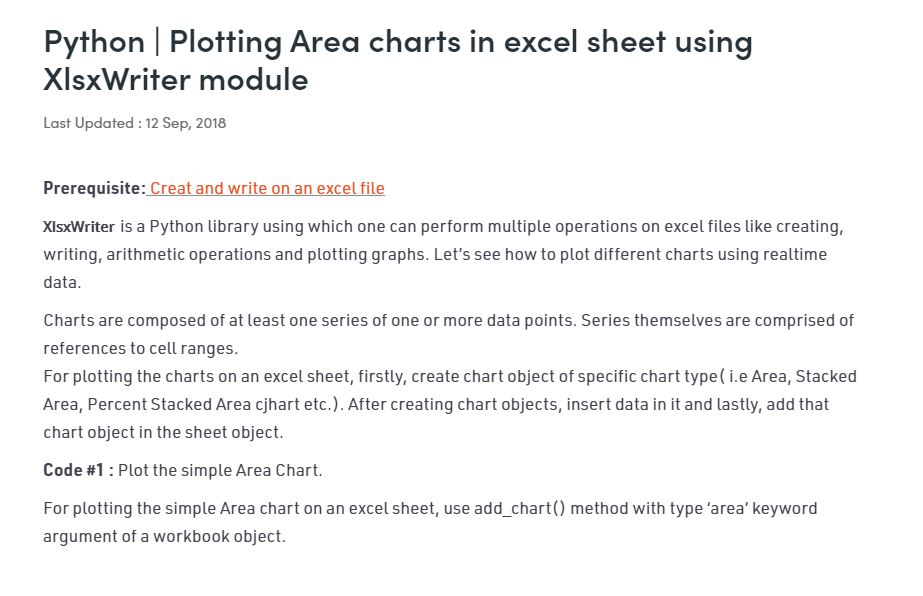 Python | Plotting Area charts in excel sheet using
XlsxWriter module
Last Updated : 12 Sep, 2018
Prerequisite: Creat and write on an excel file
XlsxWriter is a Python library using which one can perform multiple operations on excel files like creating,
writing, arithmetic operations and plotting graphs. Let’s see how to plot different charts using realtime
data.
Charts are composed of at least one series of one or more data points. Series themselves are comprised of
references to cell ranges.
For plotting the charts on an excel sheet, firstly, create chart object of specific chart type( i.e Area, Stacked
Area, Percent Stacked Area cjhart etc.). After creating chart objects, insert data in it and lastly, add that
chart object in the sheet object.
Code #1 : Plot the simple Area Chart.
For plotting the simple Area chart on an excel sheet, use add_chart() method with type ‘area’ keyword
argument of a workbook object.